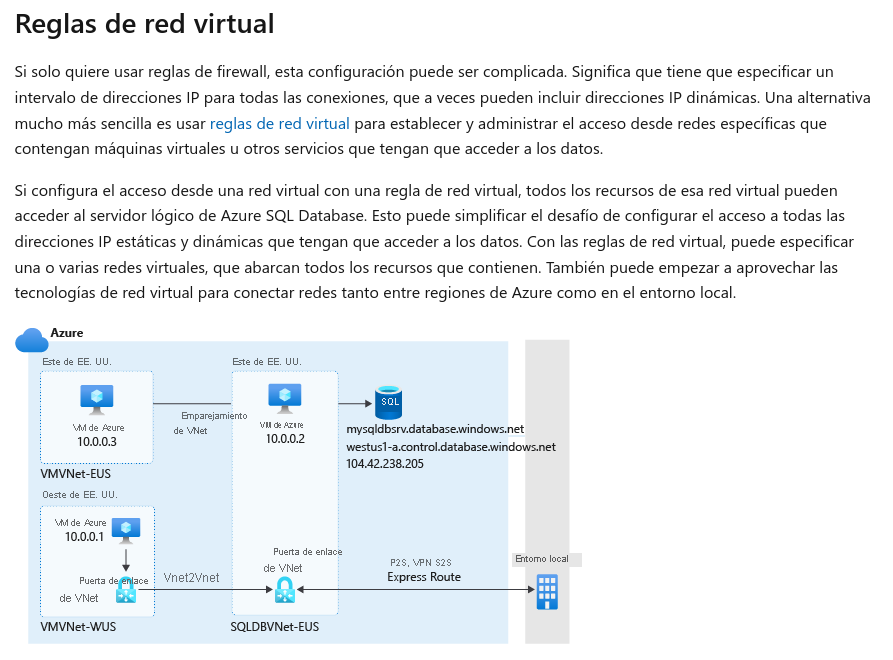 Reglas de red virtual
Si solo quiere usar reglas de firewall, esta configuración puede ser complicada. Significa que tiene que especificar un
intervalo de direcciones IP para todas las conexiones, que a veces pueden incluir direcciones IP dinámicas. Una alternativa
mucho más sencilla es usar reglas de red virtual para establecer y administrar el acceso desde redes específicas que
contengan máquinas virtuales u otros servicios que tengan que acceder a los datos.
Si configura el acceso desde una red virtual con una regla de red virtual, todos los recursos de esa red virtual pueden
acceder al servidor lógico de Azure SQL Database. Esto puede simplificar el desafío de configurar el acceso a todas las
direcciones IP estáticas y dinámicas que tengan que acceder a los datos. Con las reglas de red virtual, puede especificar
una o varias redes virtuales, que abarcan todos los recursos que contienen. También puede empezar a aprovechar las
tecnologías de red virtual para conectar redes tanto entre regiones de Azure como en el entorno local.
Azure
Este de EE. UU.
VM de Azure
10.0.0.3
VMVNet-EUS
Emparejamiento
de VNet
Este de EE. UU.
VM de Azure
10.0.0.2
SQL
mysqldbsrv.database.windows.net
westus1-a.control.database.windows.net
104.42.238.205
Oeste de EE. UU.
VM de Azure
10.0.0.1
Puerta de enlace
de VNet
VMVNet-WUS
Vnet2Vnet
Puerta de enlace
de VNet
SQLDBVNet-EUS
P2S, VPN S2S
Express Route
Entorno local